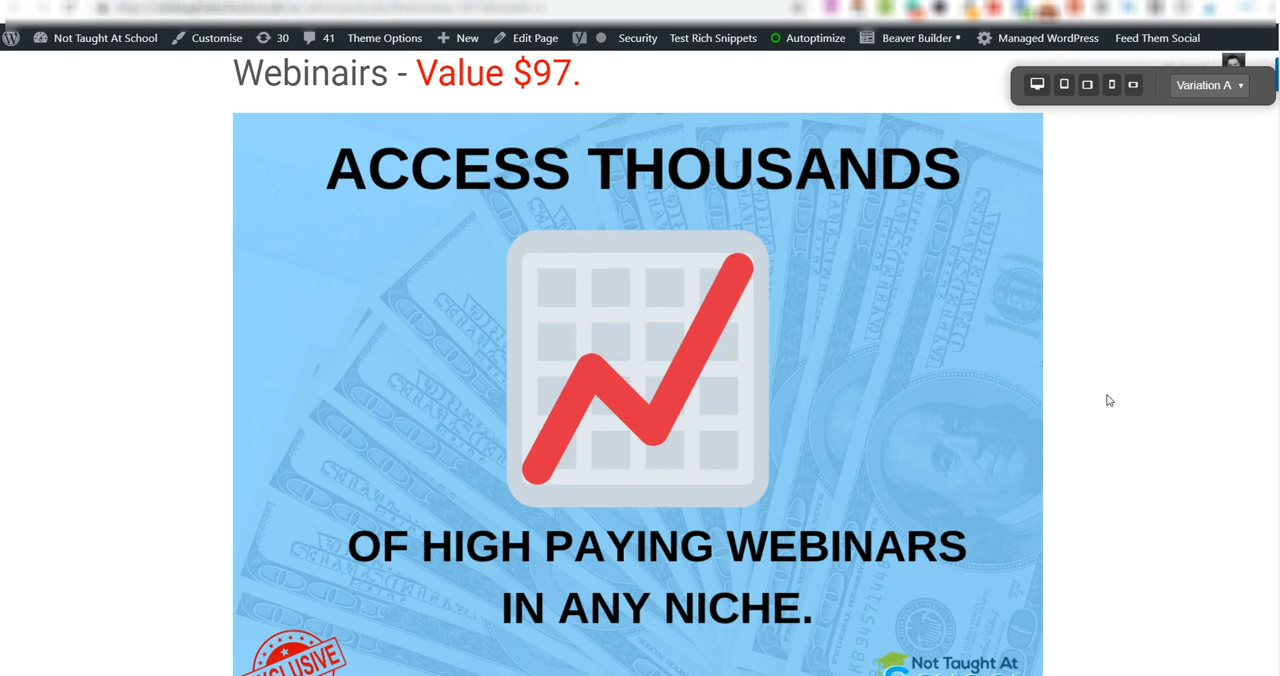 Not Taught At School Customise 30 41 Theme Options New Edit Page Security Test Rich Snippets Autoptimize Beaver Builder Managed WordPress Feed Them Social
Webinairs - Value $97.
Variation A
ACCESS THOUSANDS
OF HIGH PAYING WEBINARS
IN ANY NICHE.
Not Taught At